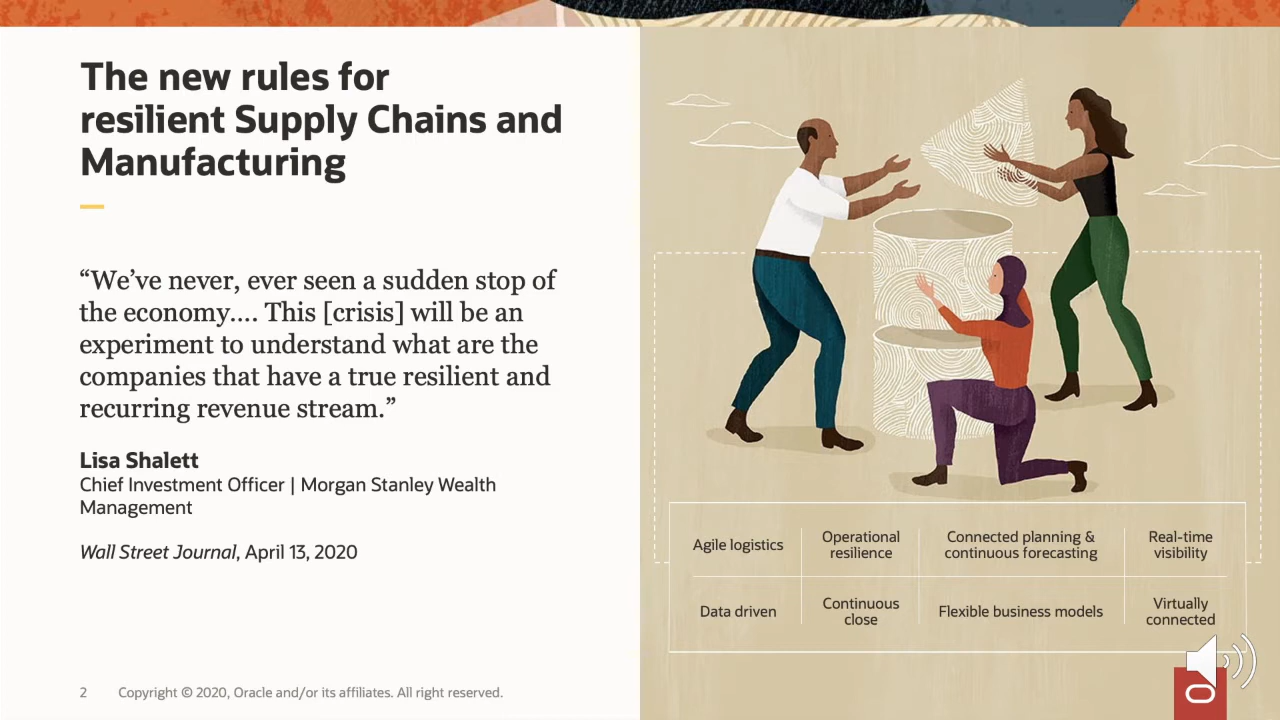 The new rules for
resilient Supply Chains and
Manufacturing
“We’ve never, ever seen a sudden stop of
the economy.... This [crisis] will be an
experiment to understand what are the
companies that have a true resilient and
recurring revenue stream.”
Lisa Shalett
Chief Investment Officer | Morgan Stanley Wealth
Management
Wall Street Journal, April 13, 2020
Agile logistics
Operational
resilience
Connected planning &
continuous forecasting
Real-time
visibility
Data driven
Continuous
close
Flexible business models
Virtually
connected
2 Copyright © 2020, Oracle and/or its affiliates. All right reserved.